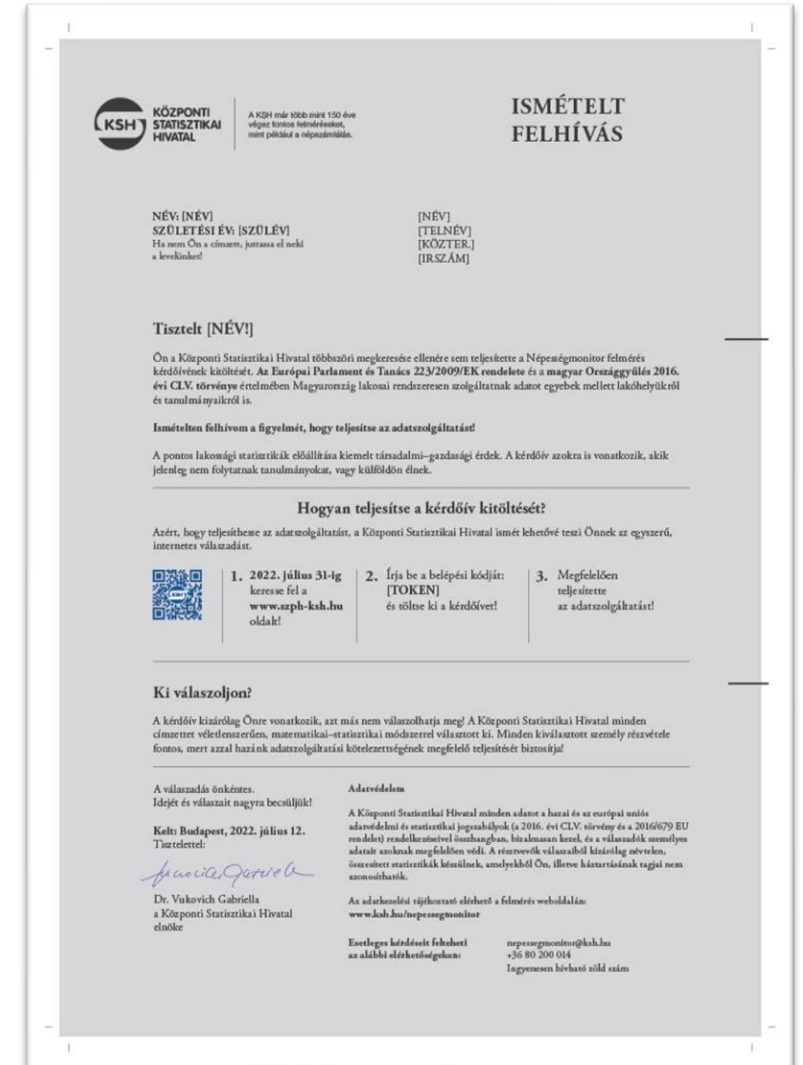 KSH
KÖZPONTI
STATISZTIKAI
HIVATAL
A KSH már több mint 150 éve
végez fontos felméréseket,
mint például a népszámlálás.
ISMÉTELT
FELHÍVÁS
NÉV: [NÉV]
SZÜLETÉSI ÉV: [SZÜLÉV]
Ha nem Ön a címzett, juttassa el neki
a levelünket!
[NÉV]
[TELNÉV]
[KÖZTER.]
[IRSZÁM]
Tisztelt [NÉV!]
Ön a Központi Statisztikai Hivatal többszöri megkeresése ellenére sem teljesítette a Népességmonitor felmérés
kérdőívének kitöltését. Az Európai Parlament és Tanács 223/2009/EK rendelete és a magyar Országgyűlés 2016.
évi CLV. törvénye értelmében Magyarország lakosai rendszeresen szolgáltatnak adatot egyebek mellett lakóhelyükről
és tanulmányaikról is.
Ismételten felhívom a figyelmét, hogy teljesítse az adatszolgáltatást!
A pontos lakossági statisztikák előállítása kiemelt társadalmi–gazdasági érdek. A kérdőív azokra is vonatkozik, akik
jelenleg nem folytatnak tanulmányokat, vagy külföldön élnek.
Hogyan teljesítse a kérdőív kitöltését?
Azért, hogy teljesíthesse az adatszolgáltatást, a Központi Statisztikai Hivatal ismét lehetővé teszi Önnek az egyszerű,
internetes válaszadást.
KSH
1. 2022. július 31-ig
keresse fel a
www.szph-ksh.hu
oldalt!
2. Írja be a belépési kódját:
[TOKEN]
és töltse ki a kérdőívet!
3. Megfelelően
teljesítette
az adatszolgáltatást!
Ki válaszoljon?
A kérdőív kizárólag Önre vonatkozik, azt más nem válaszolhatja meg! A Központi Statisztikai Hivatal minden
címzettet véletlenszerűen, matematikai–statisztikai módszerrel választott ki. Minden kiválasztott személy részvétele
fontos, mert azzal hazánk adatszolgáltatási kötelezettségének megfelelő teljesítését biztosítja!
A válaszadás önkéntes.
Idejét és válaszait nagyra becsüljük!
Kelt: Budapest, 2022. július 12.
Tisztelettel:
Dr. Vukovich Gabriella
a Központi Statisztikai Hivatal
elnöke
Adatvédelem
A Központi Statisztikai Hivatal minden adatot a hazai és az európai uniós
adatvédelmi és statisztikai jogszabályok (a 2016. évi CLV. törvény és a 2016/679 EU
rendelet) rendelkezéseivel összhangban, bizalmasan kezel, és a válaszadók személyes
adatait azoknak megfelelően védi. A résztvevők válaszaiból kizárólag névtelen,
összesített statisztikák készülnek, amelyekből Ön, illetve háztartásának tagjai nem
azonosíthatók.
Az adatkezelési tájékoztató elérhető a felmérés weboldalán:
www.ksh.hu/nepessegmonitor
Esetleges kérdéseit felteheti
az alábbi elérhetőségeken:
nepessegmonitor@ksh.hu
+36 80 200 014
Ingyenesen hívható zöld szám